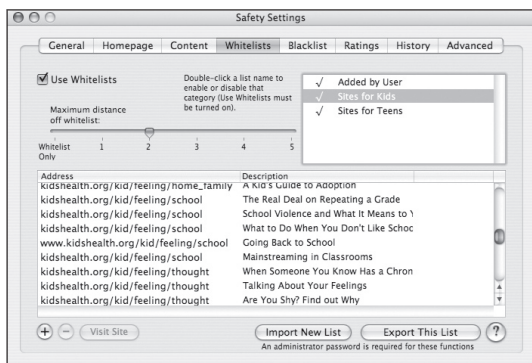 Safety Settings
General Homepage Content Whitelists Blacklist Ratings History Advanced
Use Whitelists
Double-click a list name to
enable or disable that
category (Use Whitelists must
be turned on).
Maximum distance
off whitelist:
Whitelist
Only
1 2 3 4 5
√ Added by User
√ Sites for Kids
√ Sites for Teens
Address Description
kidshealth.org/kid/feeling/home_family A Kid's Guide to Adoption
kidshealth.org/kid/feeling/school The Real Deal on Repeating a Grade
kidshealth.org/kid/feeling/school School Violence and What It Means to Y
kidshealth.org/kid/feeling/school What to Do When You Don't Like Schoc
www.kidshealth.org/kid/feeling/school Going Back to School
kidshealth.org/kid/feeling/school Mainstreaming in Classrooms
kidshealth.org/kid/feeling/thought When Someone You Know Has a Chron
kidshealth.org/kid/feeling/thought Talking About Your Feelings
kidshealth.org/kid/feeling/thought Are You Shy? Find out Why
+ − Visit Site Import New List Export This List ?
An administrator password is required for these functions